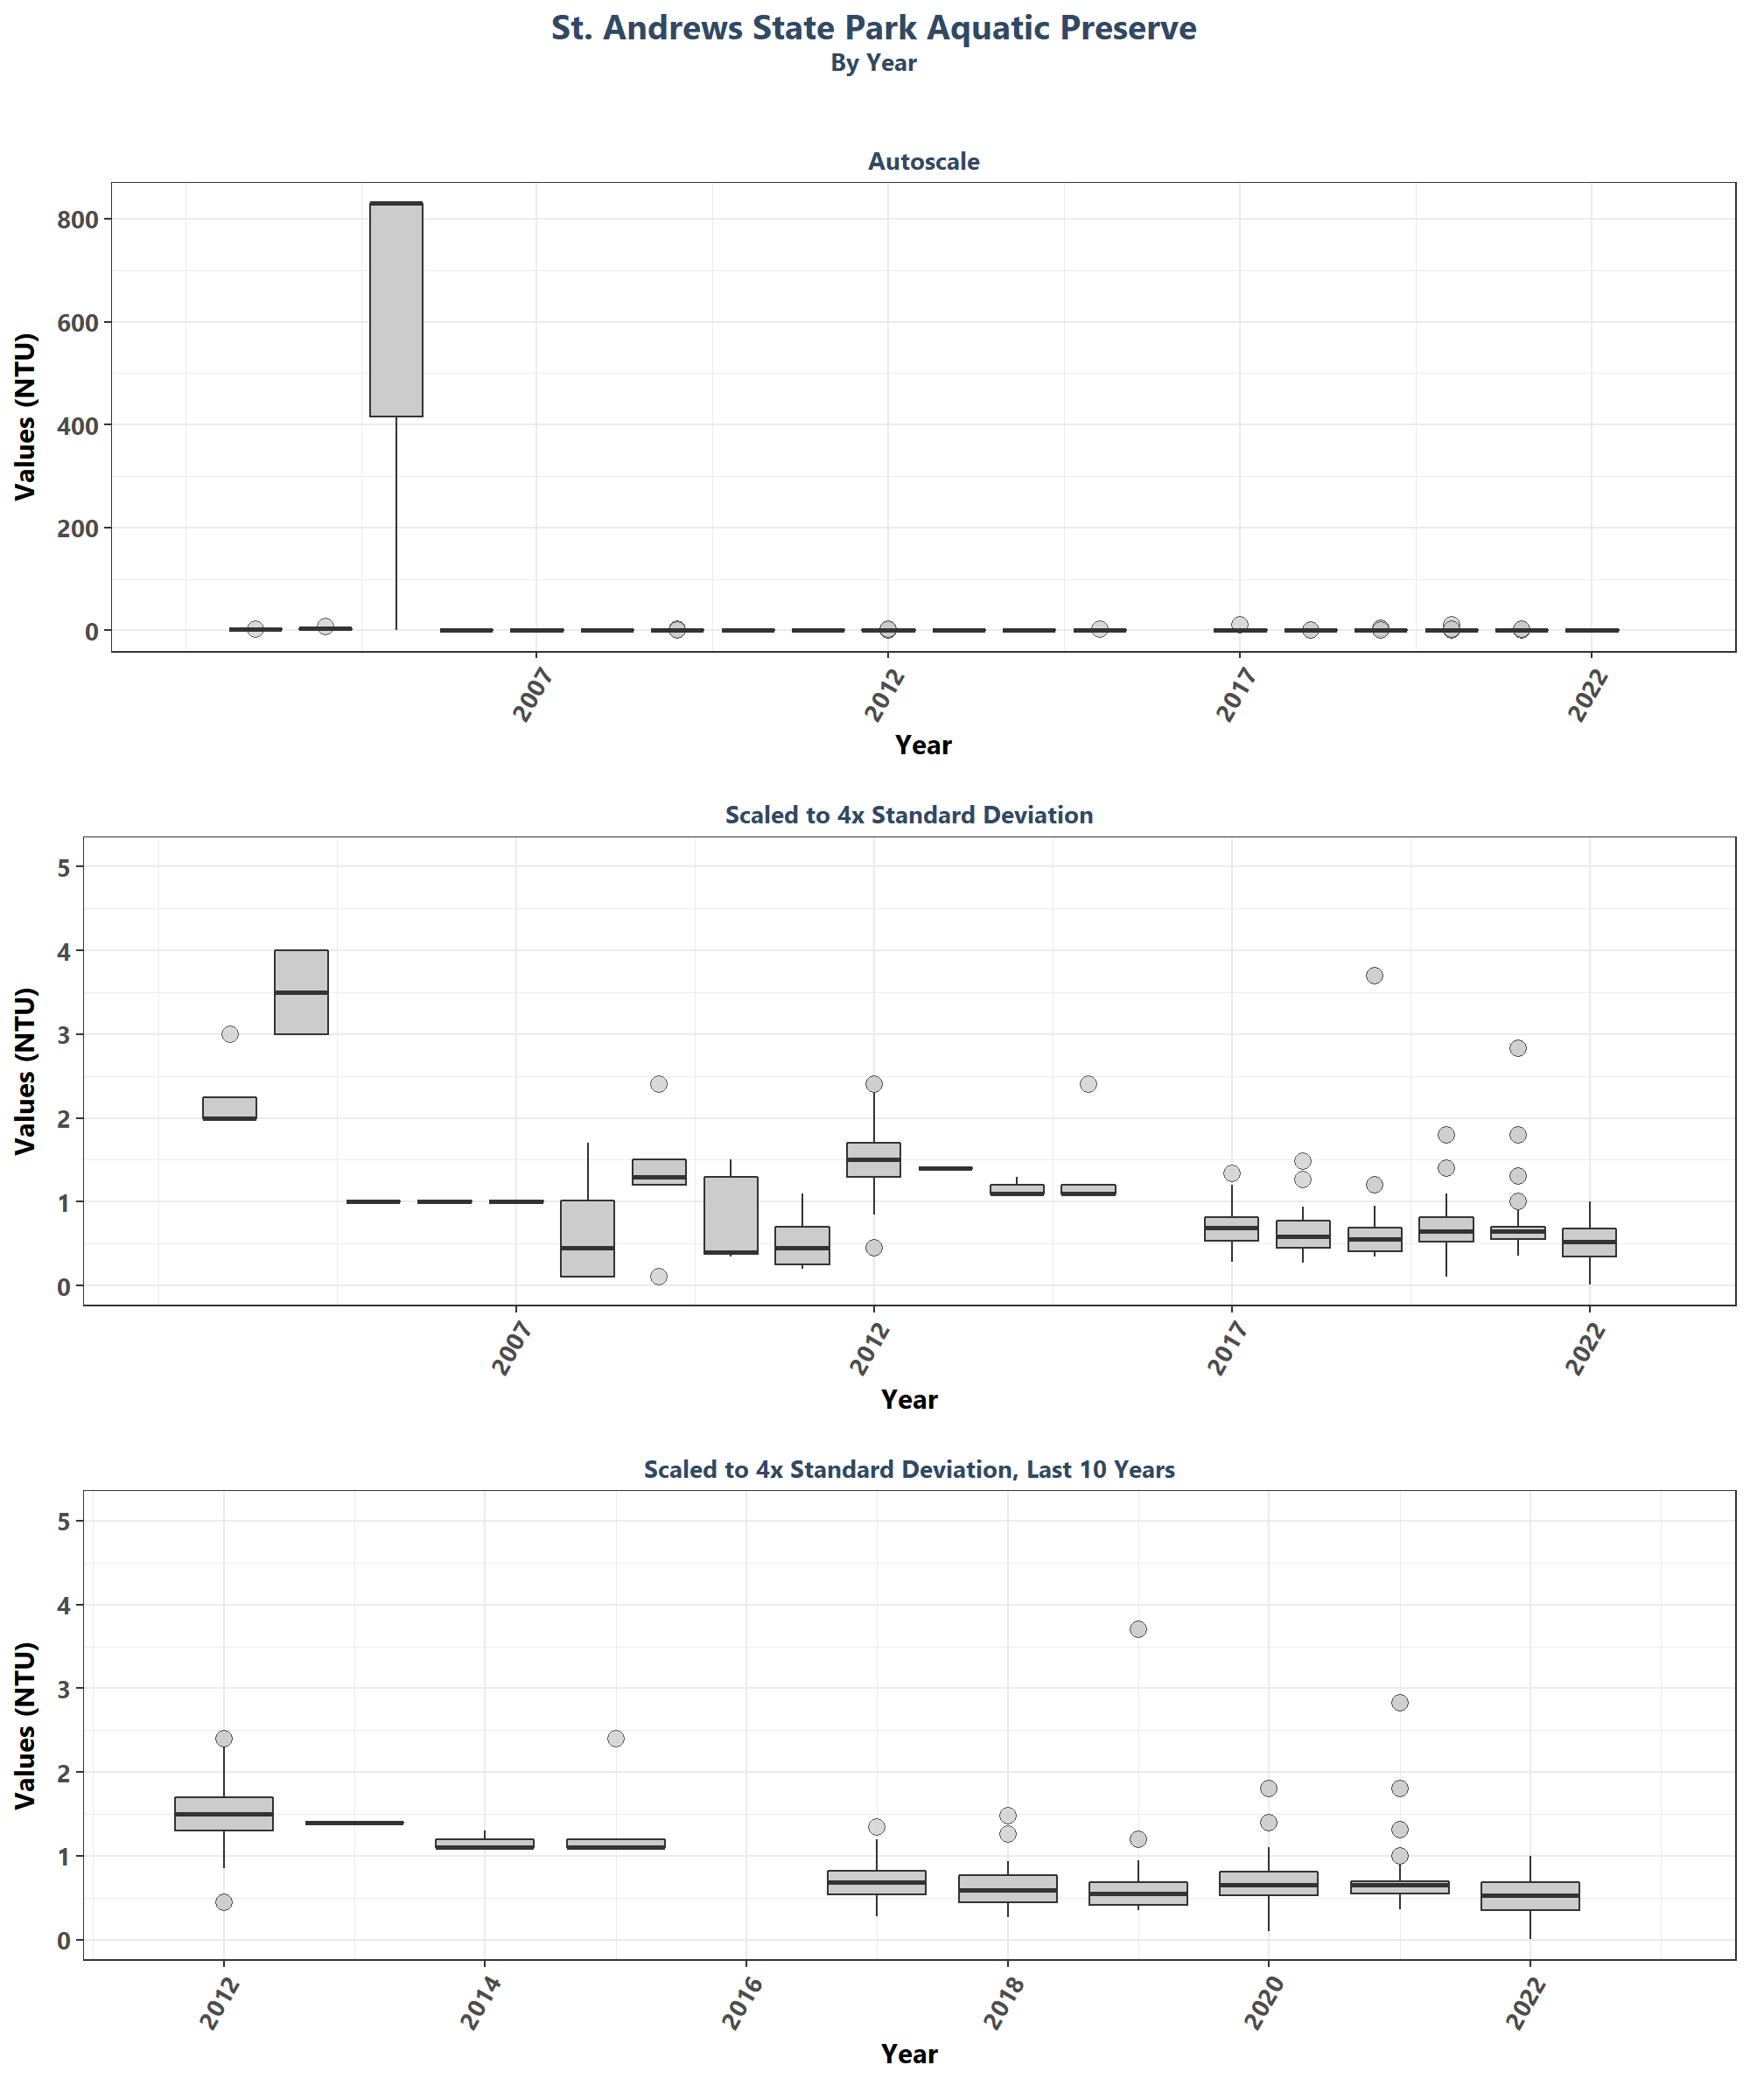 St. Andrews State Park Aquatic Preserve
By Year
Autoscale
Values (NTU)
800
600
400
200
0
2007
2012
2017
2022
Year
Scaled to 4x Standard Deviation
Values (NTU)
5
4
3
2
1
0
2007
2012
2017
2022
Year
Scaled to 4x Standard Deviation, Last 10 Years
Values (NTU)
5
4
3
2
1
0
2012
2014
2016
2018
2020
2022
Year